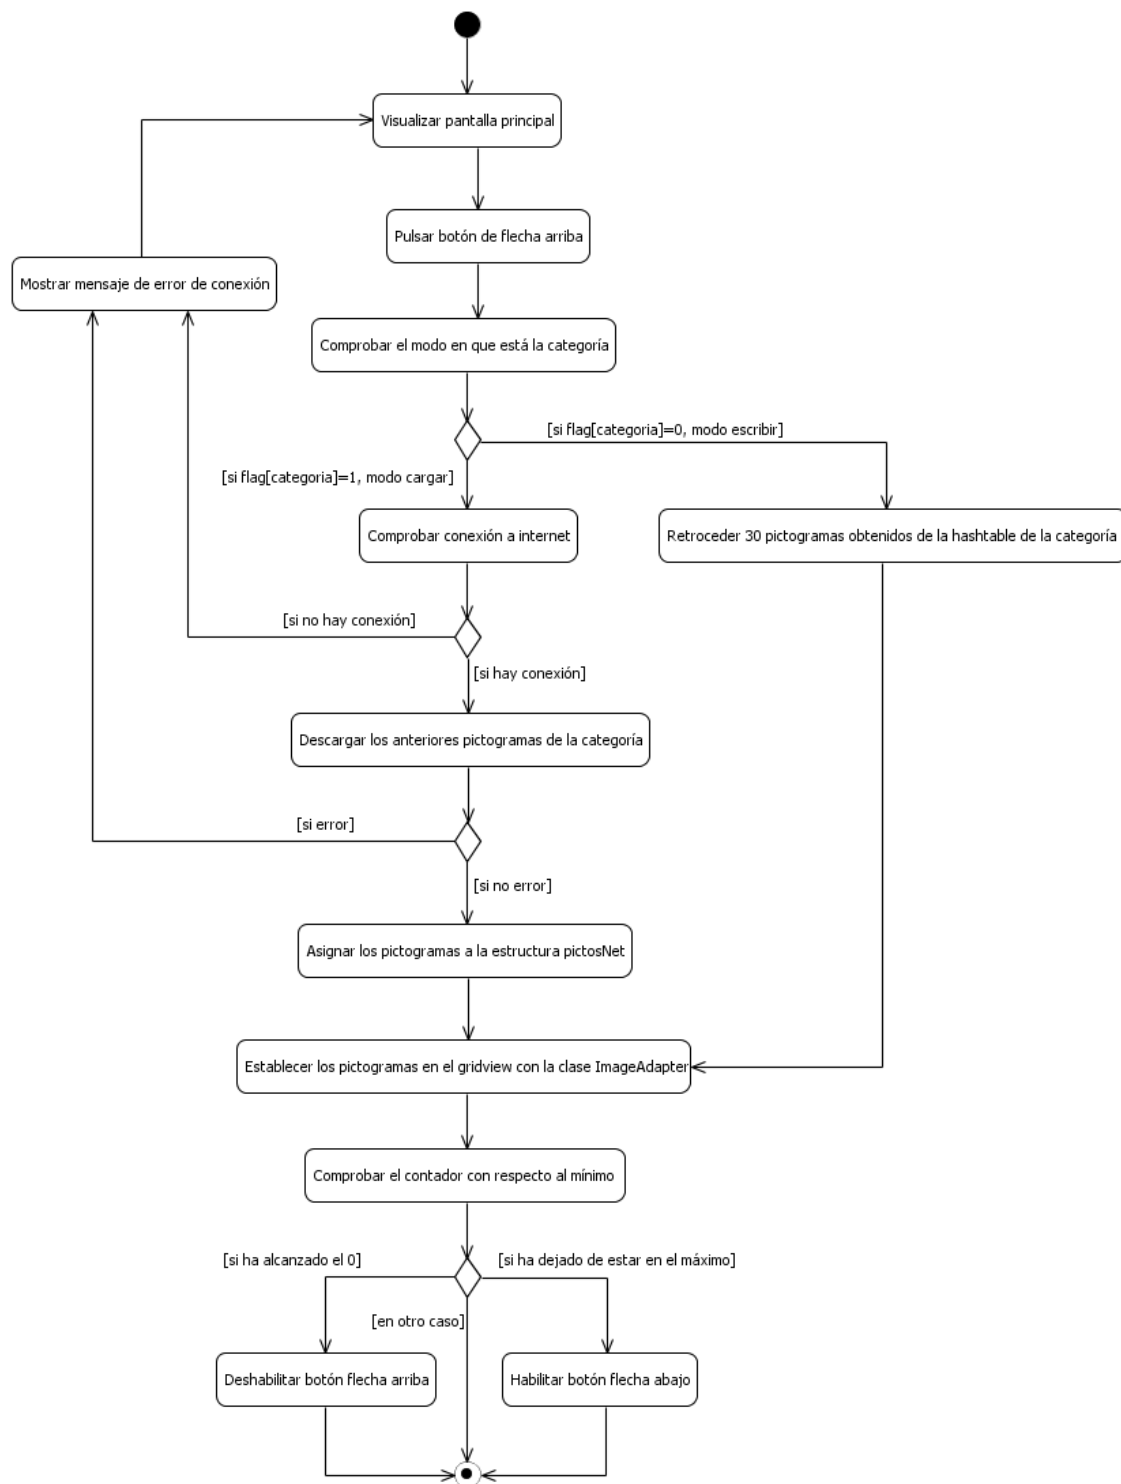 Visualizar pantalla principal
Pulsar botón de flecha arriba
Mostrar mensaje de error de conexión
Comprobar el modo en que está la categoría
[si flag[categoria]=0, modo escribir]
[si flag[categoria]=1, modo cargar]
Comprobar conexión a internet
Retroceder 30 pictogramas obtenidos de la hashtable de la categoría
[si no hay conexión]
[si hay conexión]
Descargar los anteriores pictogramas de la categoría
[si error]
[si no error]
Asignar los pictogramas a la estructura pictosNet
Establecer los pictogramas en el gridview con la clase ImageAdapter
Comprobar el contador con respecto al mínimo
[si ha alcanzado el 0]
[si ha dejado de estar en el máximo]
[en otro caso]
Deshabilitar botón flecha arriba
Habilitar botón flecha abajo